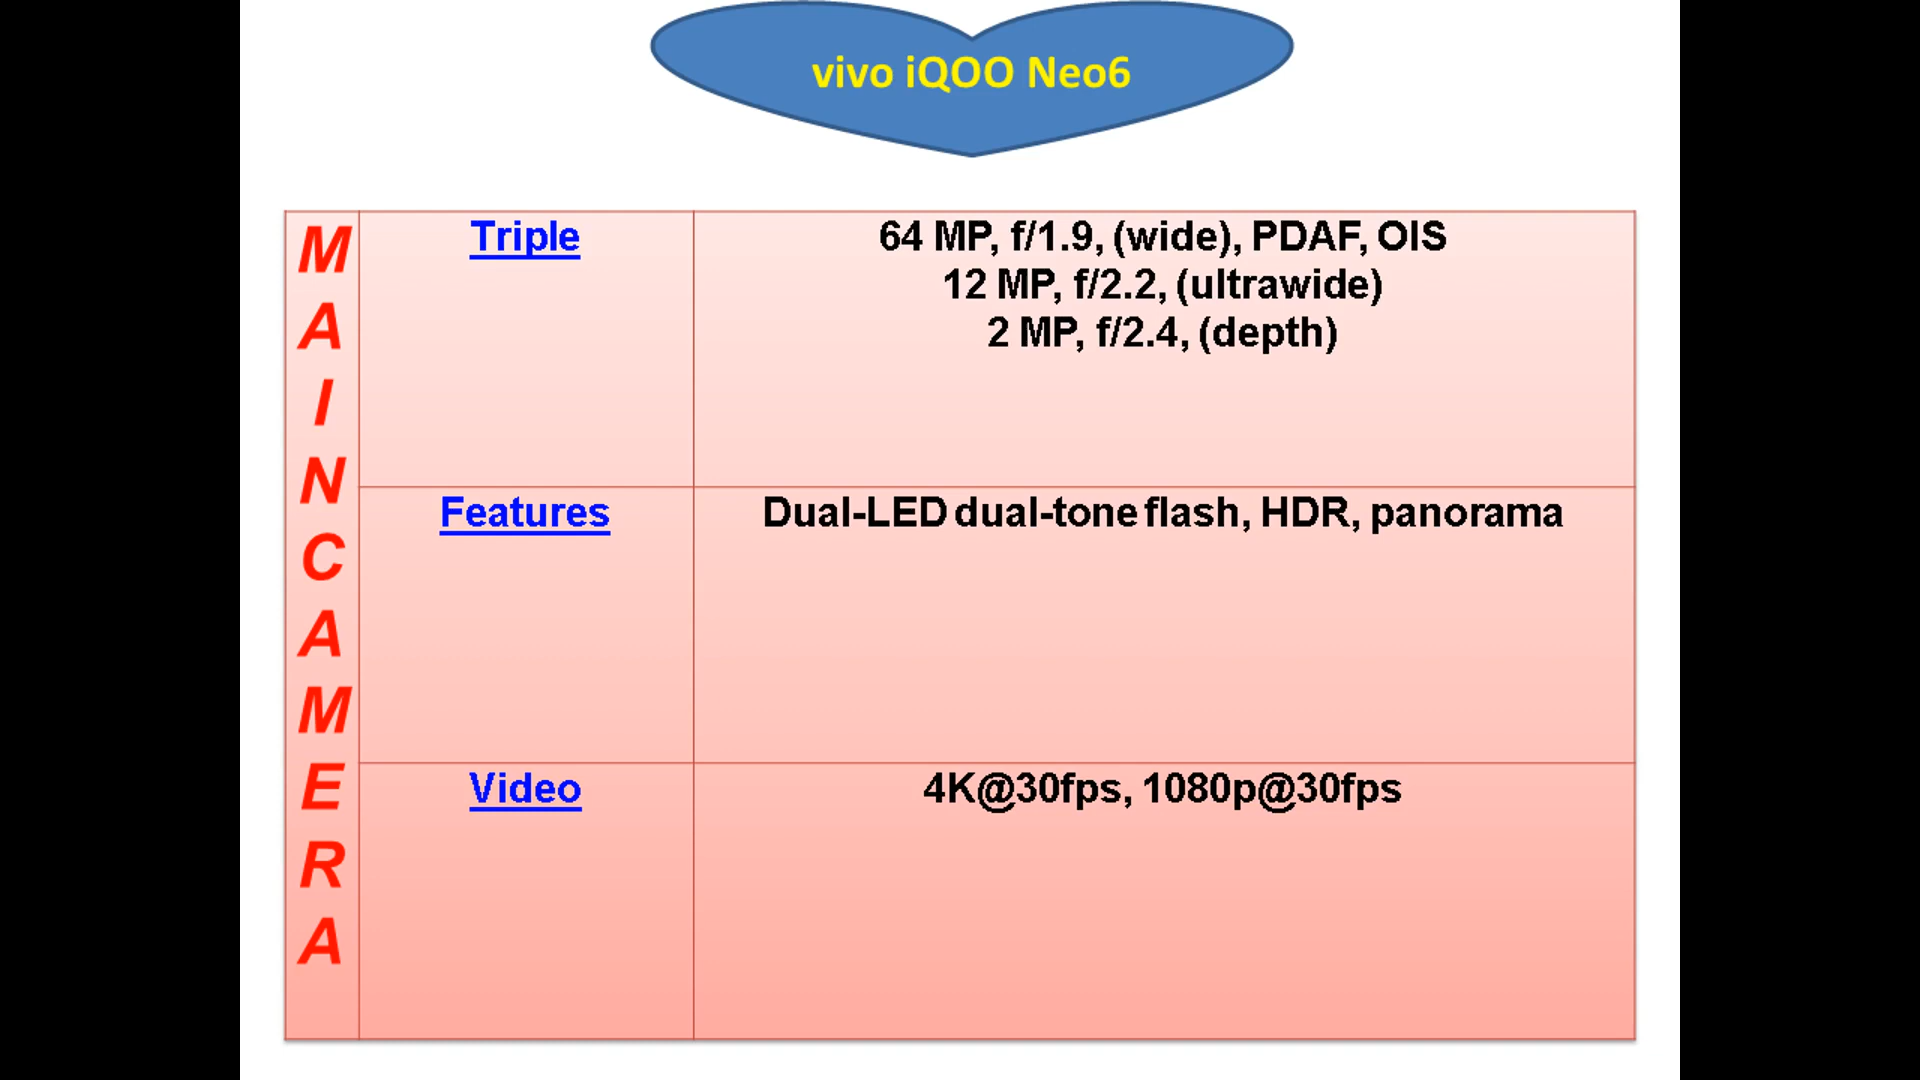 vivo iQOO Neo6
M
A
I
N
C
A
M
E
R
A
Triple
64 MP, f/1.9, (wide), PDAF, OIS
12 MP, f/2.2, (ultrawide)
2 MP, f/2.4, (depth)
Features
Dual-LED dual-tone flash, HDR, panorama
Video
4K@30fps, 1080p@30fps